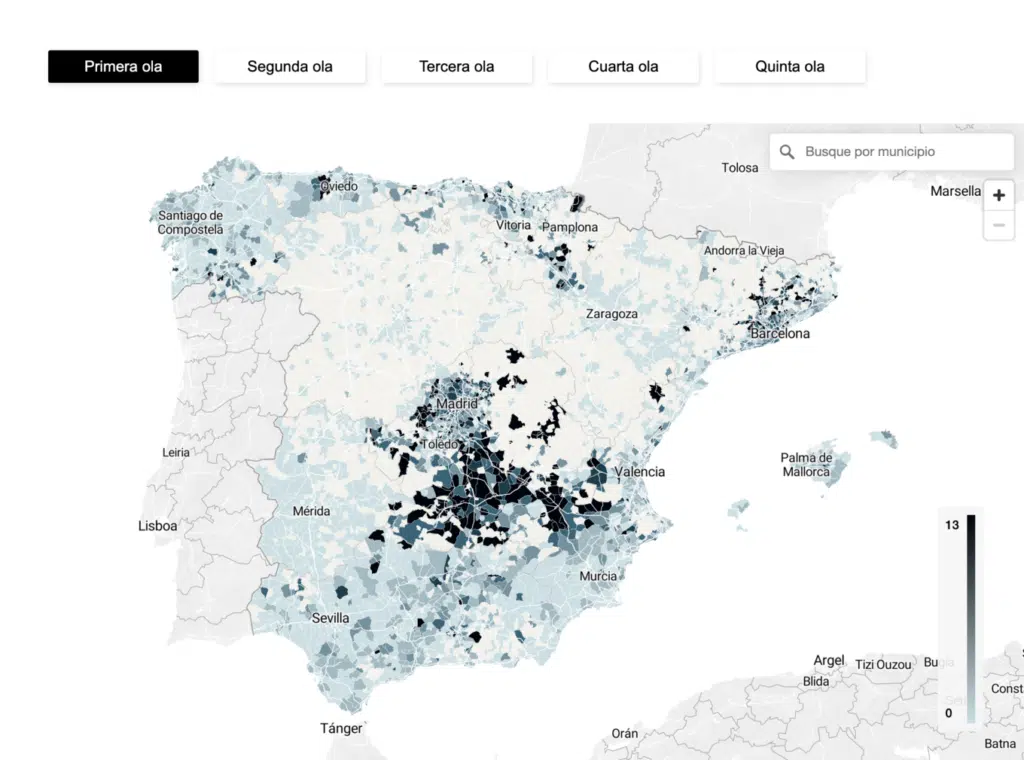 Primera ola
Segunda ola
Tercera ola
Cuarta ola
Quinta ola
Busque por municipio
Tolosa
Marsella
+
−
Oviedo
Santiago de
Compostela
Vitoria
Pamplona
Andorra la Vieja
Zaragoza
Barcelona
Madrid
Toledo
Leiria
Valencia
Palma de
Mallorca
Mérida
Lisboa
13
Murcia
Sevilla
Argel
Tizi Ouzou
Blida
0
Tánger
Orán
Batna